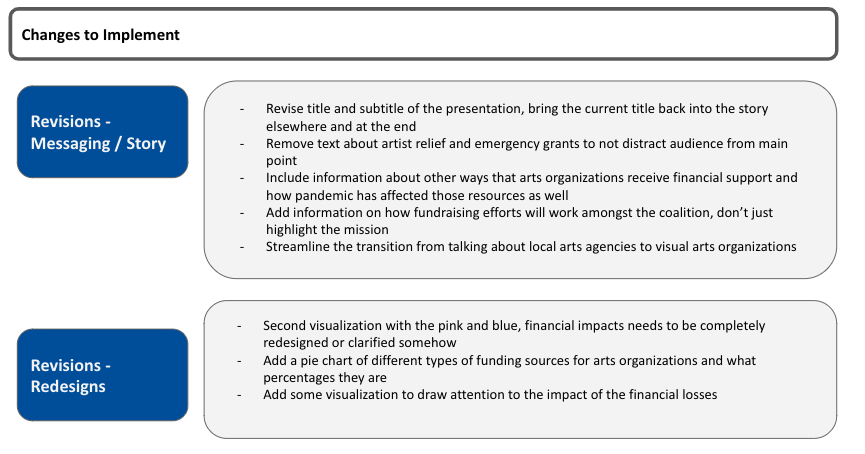 Changes to Implement
Revisions -
Messaging / Story
- Revise title and subtitle of the presentation, bring the current title back into the story
elsewhere and at the end
- Remove text about artist relief and emergency grants to not distract audience from main
point
- Include information about other ways that arts organizations receive financial support and
how pandemic has affected those resources as well
- Add information on how fundraising efforts will work amongst the coalition, don’t just
highlight the mission
- Streamline the transition from talking about local arts agencies to visual arts organizations
Revisions -
Redesigns
- Second visualization with the pink and blue, financial impacts needs to be completely
redesigned or clarified somehow
- Add a pie chart of different types of funding sources for arts organizations and what
percentages they are
- Add some visualization to draw attention to the impact of the financial losses